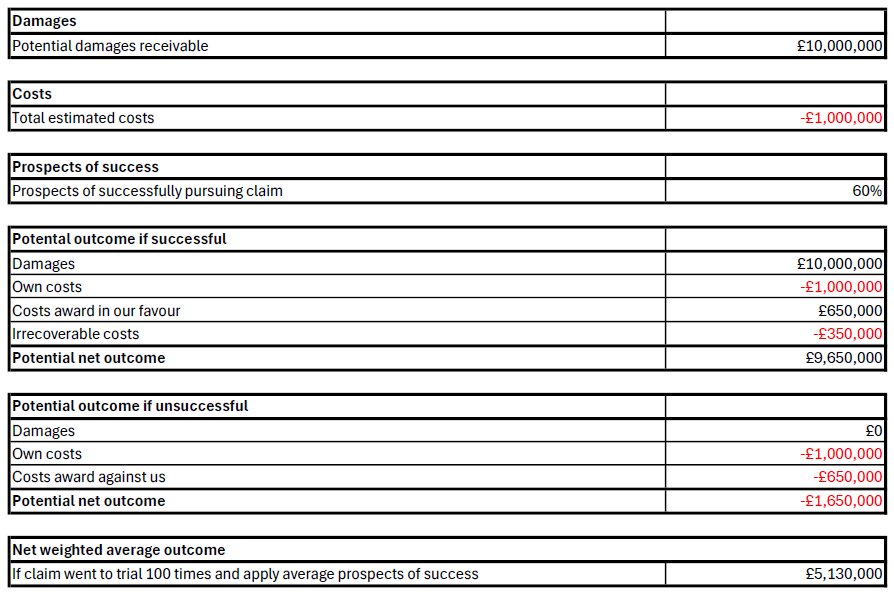 Damages
Potential damages receivable £10,000,000
Costs
Total estimated costs -£1,000,000
Prospects of success
Prospects of successfully pursuing claim 60%
Potental outcome if successful
Damages £10,000,000
Own costs -£1,000,000
Costs award in our favour £650,000
Irrecoverable costs -£350,000
Potential net outcome £9,650,000
Potential outcome if unsuccessful
Damages £0
Own costs -£1,000,000
Costs award against us -£650,000
Potential net outcome -£1,650,000
Net weighted average outcome
If claim went to trial 100 times and apply average prospects of success £5,130,000